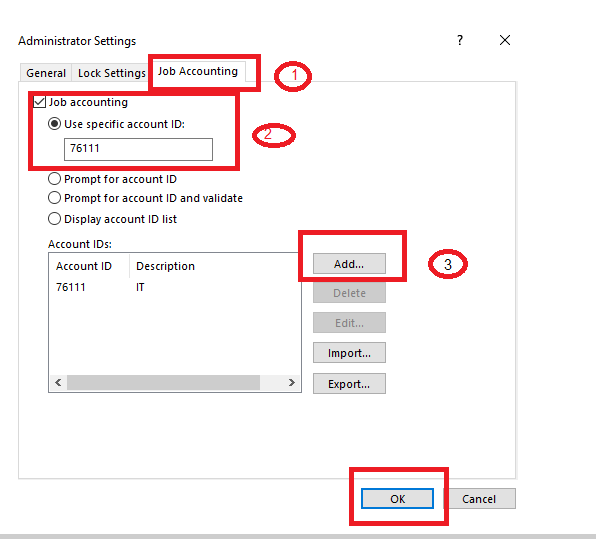 Administrator Settings ? ×
General Lock Settings Job Accounting 1
Job accounting
Use specific account ID: 2
76111
Prompt for account ID
Prompt for account ID and validate
Display account ID list
Account IDs:
Account ID Description
76111 IT
Add... 3
Delete
Edit...
Import...
Export...
OK Cancel